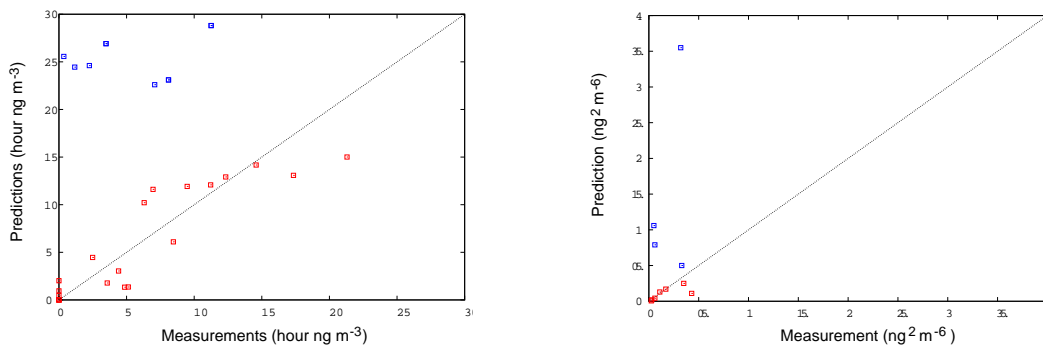 30
25
20
15
10
5
0
0 5 10 15 20 25 30
Predictions (hour ng m-3)
Measurements (hour ng m-3)
4
35.
3
25.
2
15.
1
05.
0
0 05. 1 15. 2 25. 3 35.
Prediction (ng2 m-6)
Measurement (ng2 m-6 )